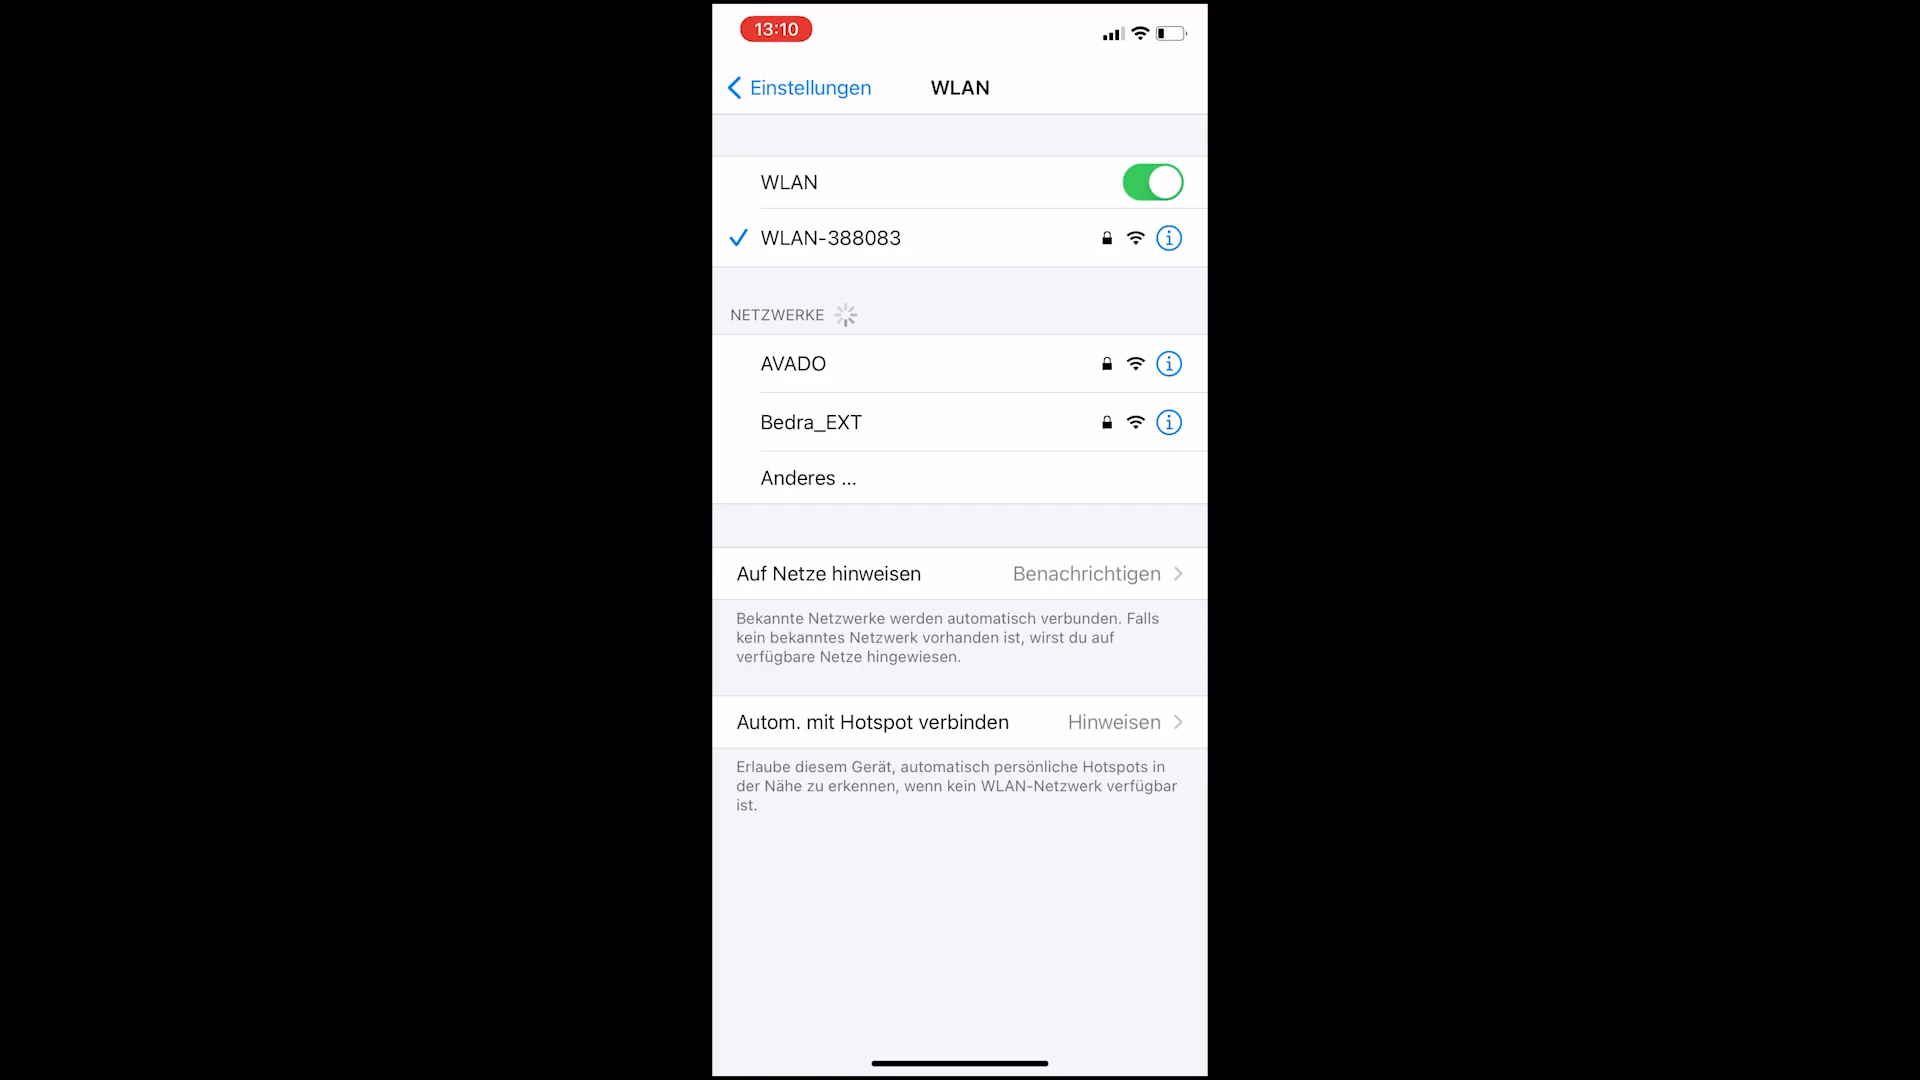 13:10
Einstellungen WLAN
WLAN
WLAN-388083
NETZWERKE
AVADO
Bedra_EXT
Anderes ...
Auf Netze hinweisen Benachrichtigen
Bekannte Netzwerke werden automatisch verbunden. Falls
kein bekanntes Netzwerk vorhanden ist, wirst du auf
verfügbare Netze hingewiesen.
Autom. mit Hotspot verbinden Hinweisen
Erlaube diesem Gerät, automatisch persönliche Hotspots in
der Nähe zu erkennen, wenn kein WLAN-Netzwerk verfügbar
ist.